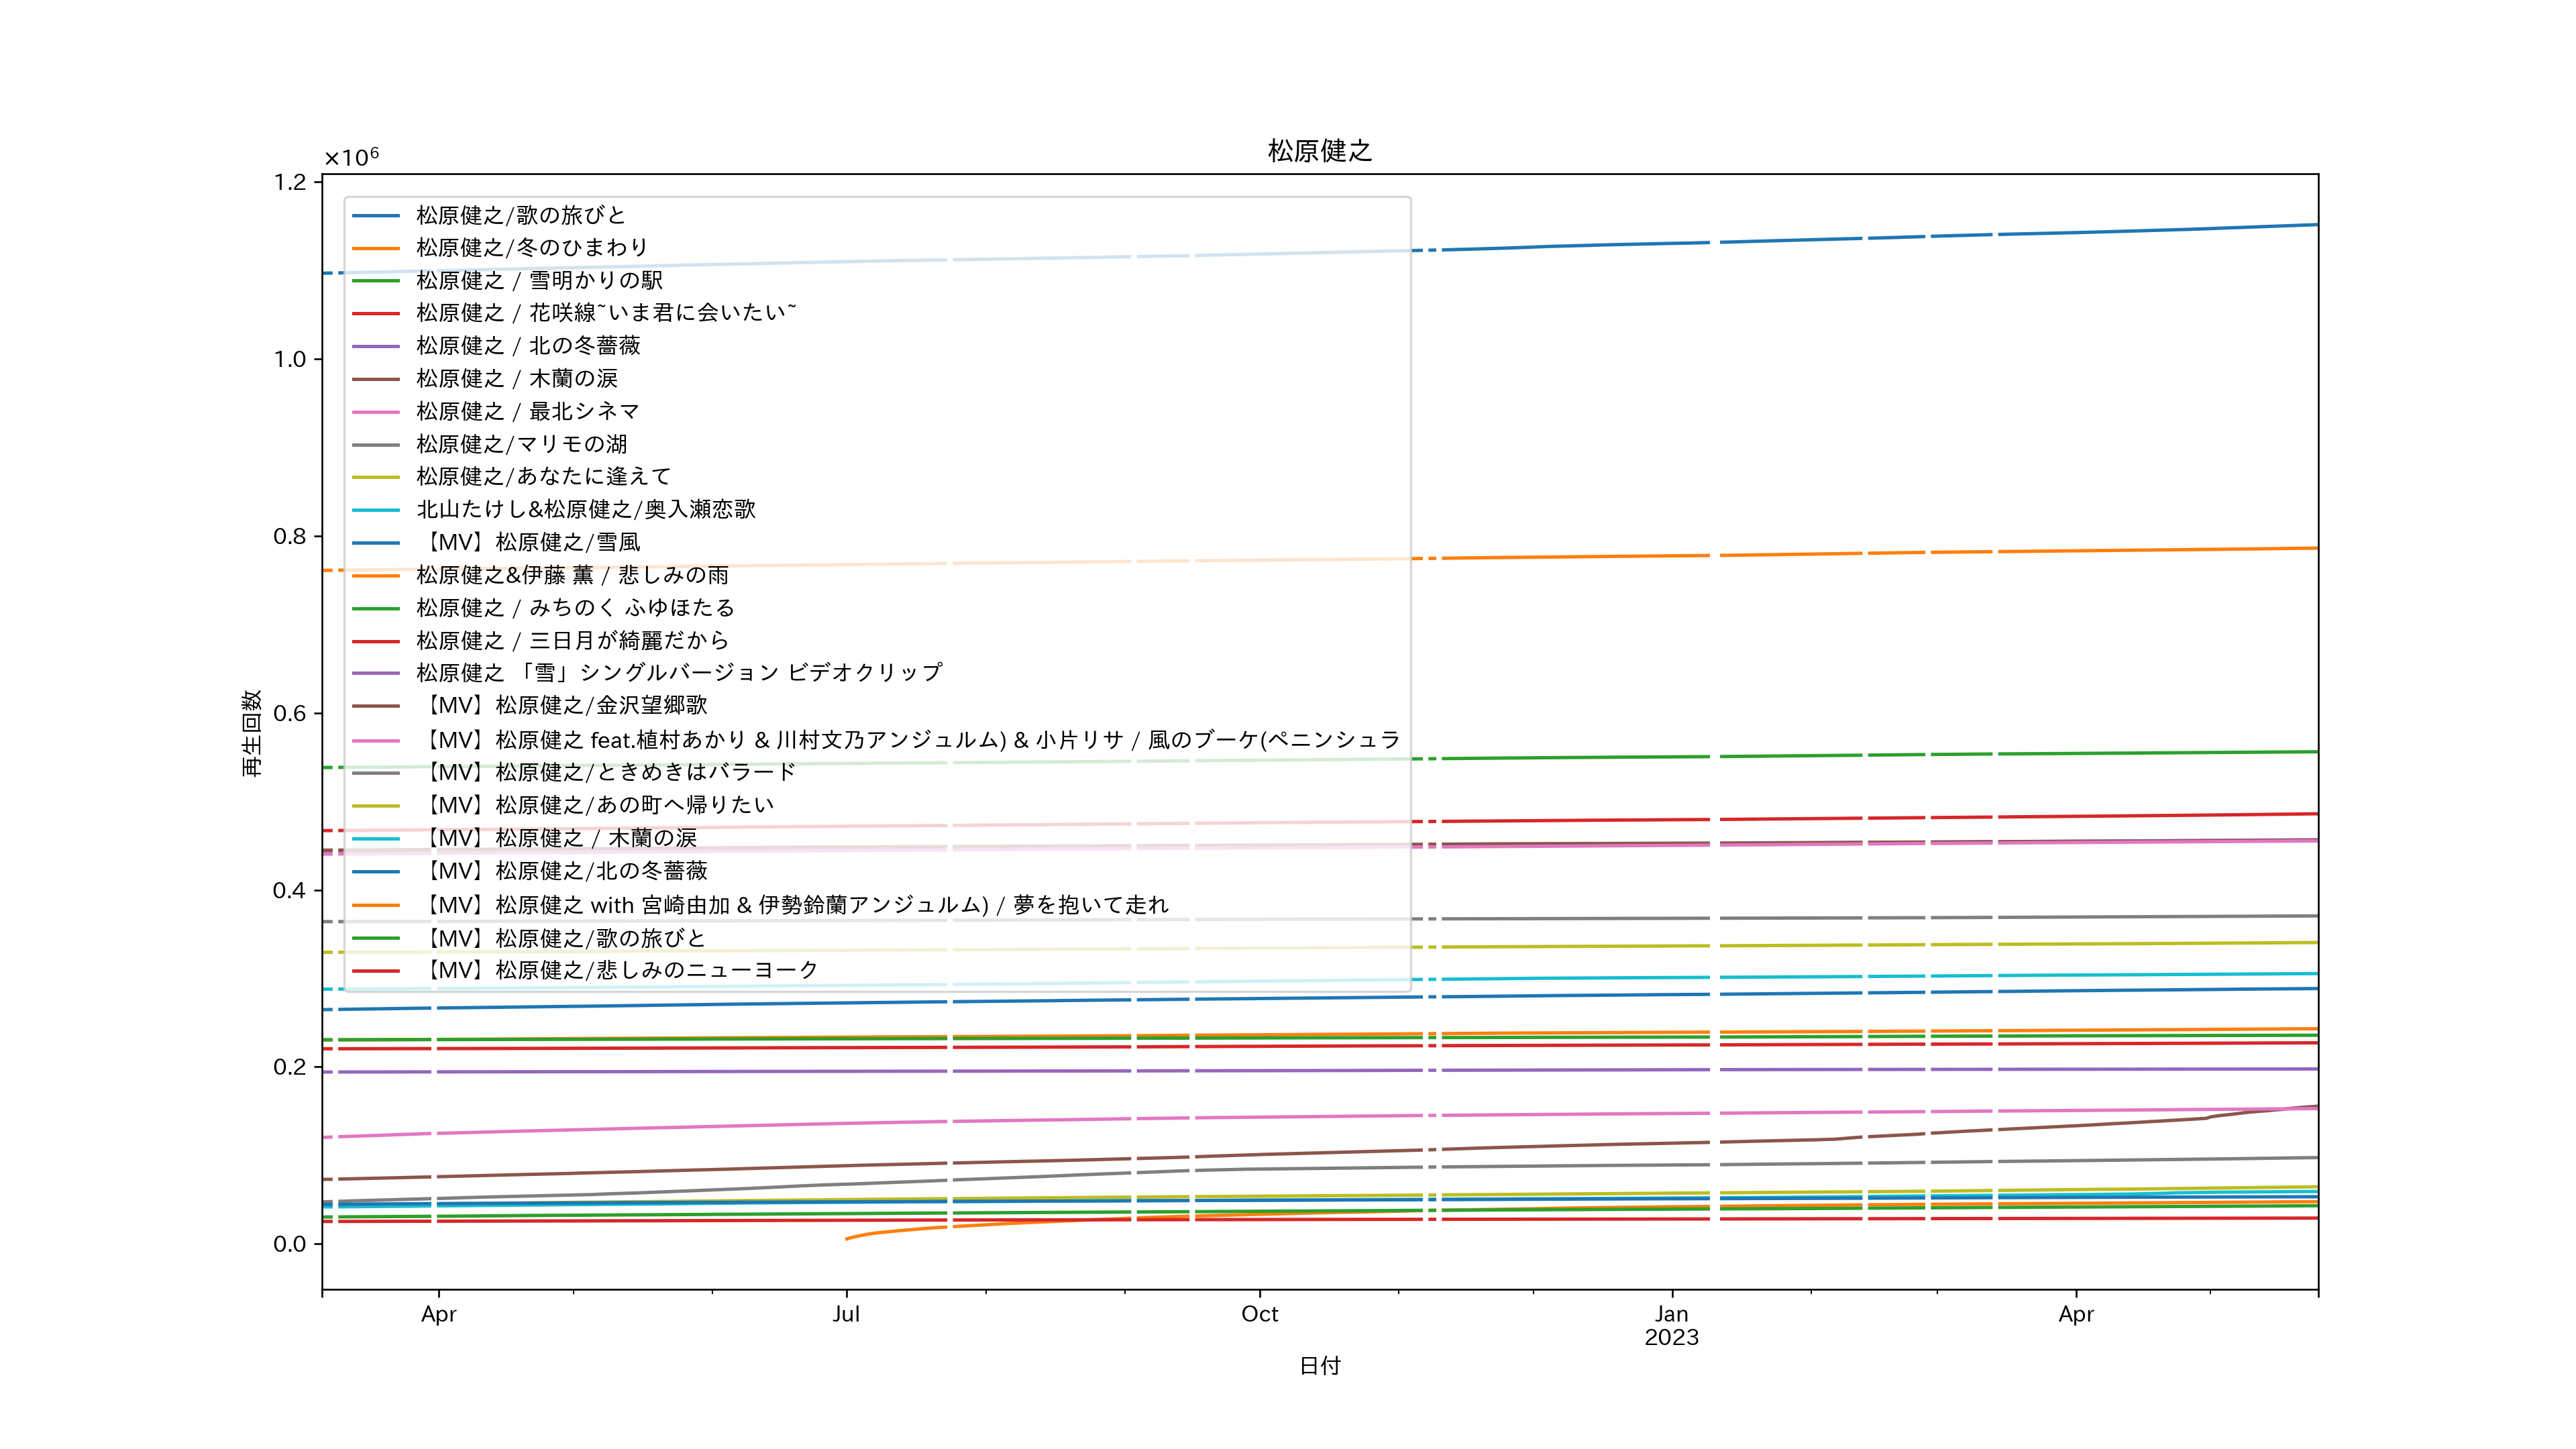 松原健之
×10⁶
1.2
1.0
0.8
0.6
0.4
0.2
0.0
再生回数
松原健之/歌の旅びと
松原健之/冬のひまわり
松原健之 / 雪明かりの駅
松原健之 / 花咲線~いま君に会いたい~
松原健之 / 北の冬薔薇
松原健之 / 木蘭の涙
松原健之 / 最北シネマ
松原健之/マリモの湖
松原健之/あなたに逢えて
北山たけし&松原健之/奥入瀬恋歌
【MV】松原健之/雪風
松原健之&伊藤 薫 / 悲しみの雨
松原健之 / みちのく ふゆほたる
松原健之 / 三日月が綺麗だから
松原健之 「雪」シングルバージョン ビデオクリップ
【MV】松原健之/金沢望郷歌
【MV】松原健之 feat.植村あかり & 川村文乃アンジュルム) & 小片リサ / 風のブーケ(ペニンシュラ
【MV】松原健之/ときめきはバラード
【MV】松原健之/あの町へ帰りたい
【MV】松原健之 / 木蘭の涙
【MV】松原健之/北の冬薔薇
【MV】松原健之 with 宮崎由加 & 伊勢鈴蘭アンジュルム) / 夢を抱いて走れ
【MV】松原健之/歌の旅びと
【MV】松原健之/悲しみのニューヨーク
Apr
Jul
Oct
Jan
2023
Apr
日付